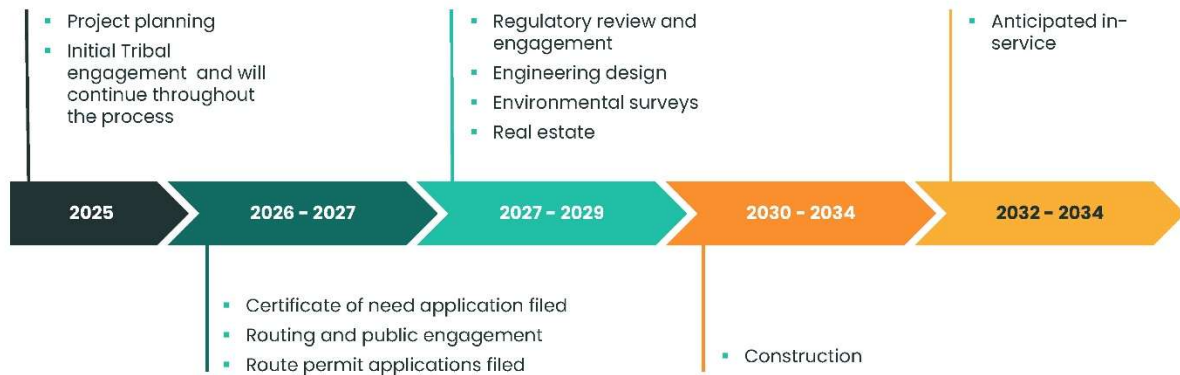 Project planning
Initial Tribal
engagement and will
continue throughout
the process
Regulatory review and
engagement
Engineering design
Environmental surveys
Real estate
Anticipated in-
service
2025
2026 - 2027
2027 - 2029
2030 - 2034
2032 - 2034
Certificate of need application filed
Routing and public engagement
Route permit applications filed
Construction